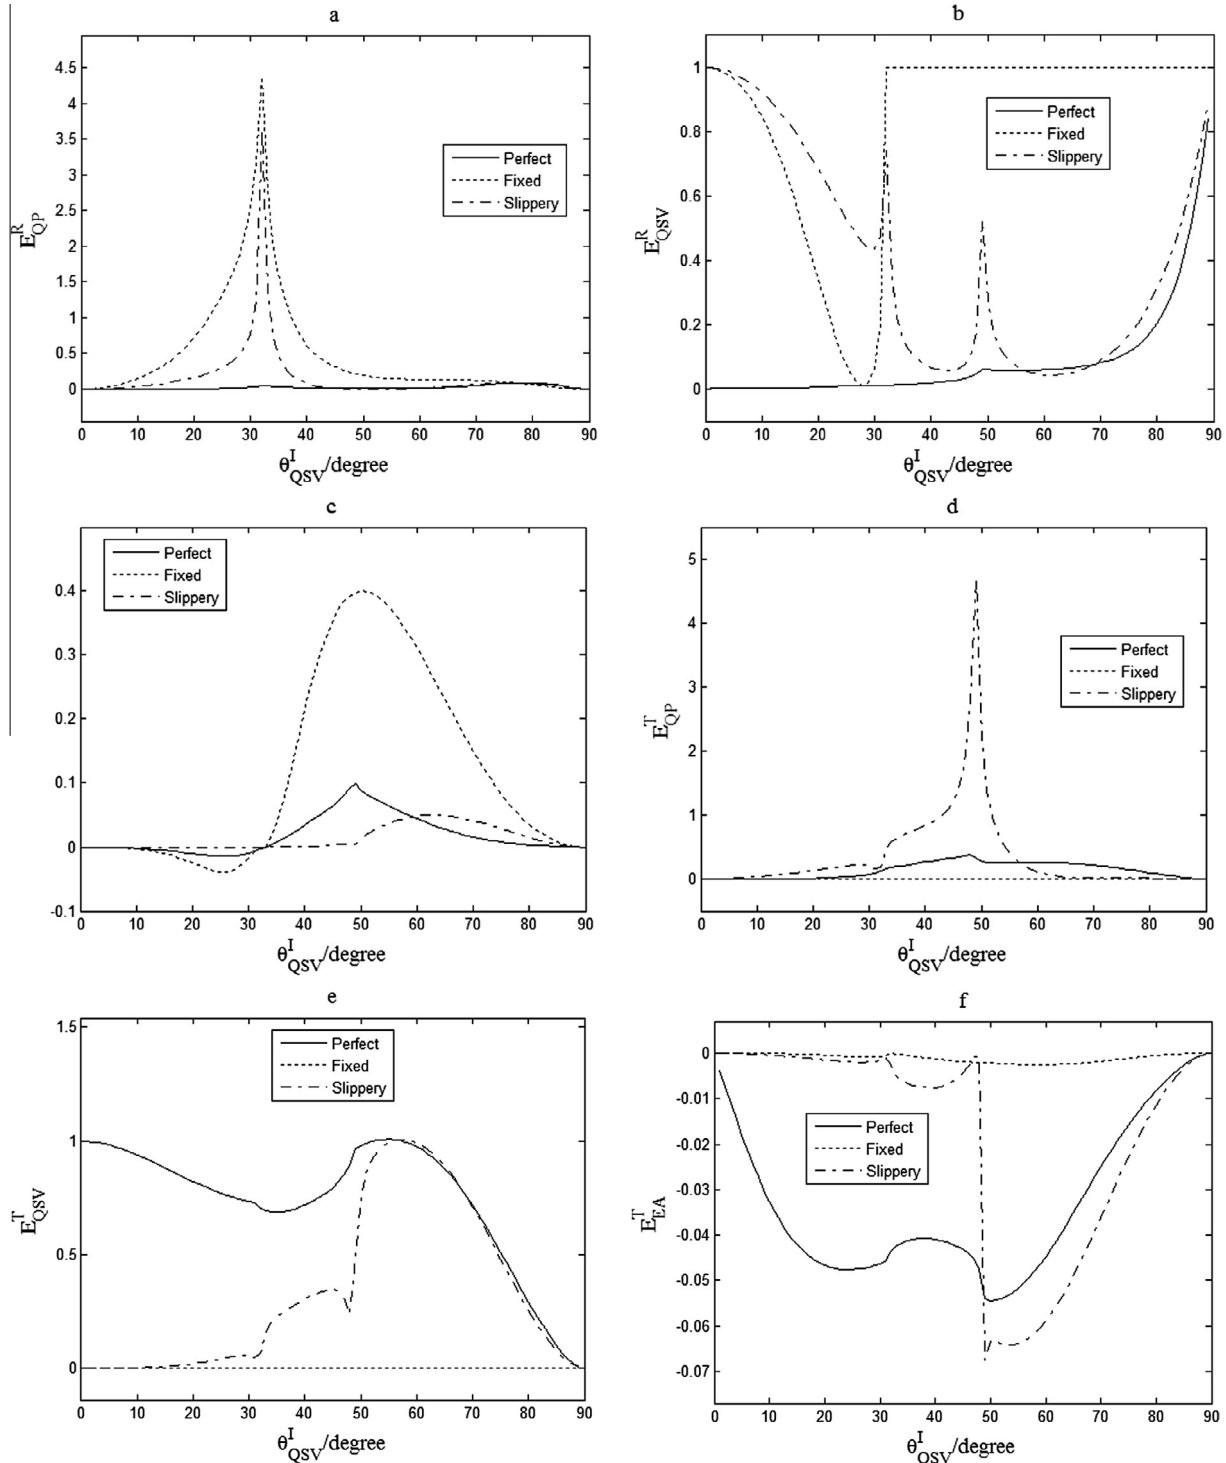 a
E^R_QP
4.5
4
3.5
3
2.5
2
1.5
1
0.5
0
Perfect
Fixed
Slippery
0 10 20 30 40 50 60 70 80 90
θ^I_QSV/degree
b
E^R_QSV
1
0.8
0.6
0.4
0.2
0
Perfect
Fixed
Slippery
0 10 20 30 40 50 60 70 80 90
θ^I_QSV/degree
c
0.4
0.3
0.2
0.1
0
-0.1
Perfect
Fixed
Slippery
0 10 20 30 40 50 60 70 80 90
θ^I_QSV/degree
d
E^T_QP
5
4
3
2
1
0
Perfect
Fixed
Slippery
0 10 20 30 40 50 60 70 80 90
θ^I_QSV/degree
e
E^T_QSV
1.5
1
0.5
0
Perfect
Fixed
Slippery
0 10 20 30 40 50 60 70 80 90
θ^I_QSV/degree
f
E^T_EA
0
-0.01
-0.02
-0.03
-0.04
-0.05
-0.06
-0.07
Perfect
Fixed
Slippery
0 10 20 30 40 50 60 70 80 90
θ^I_QSV/degree